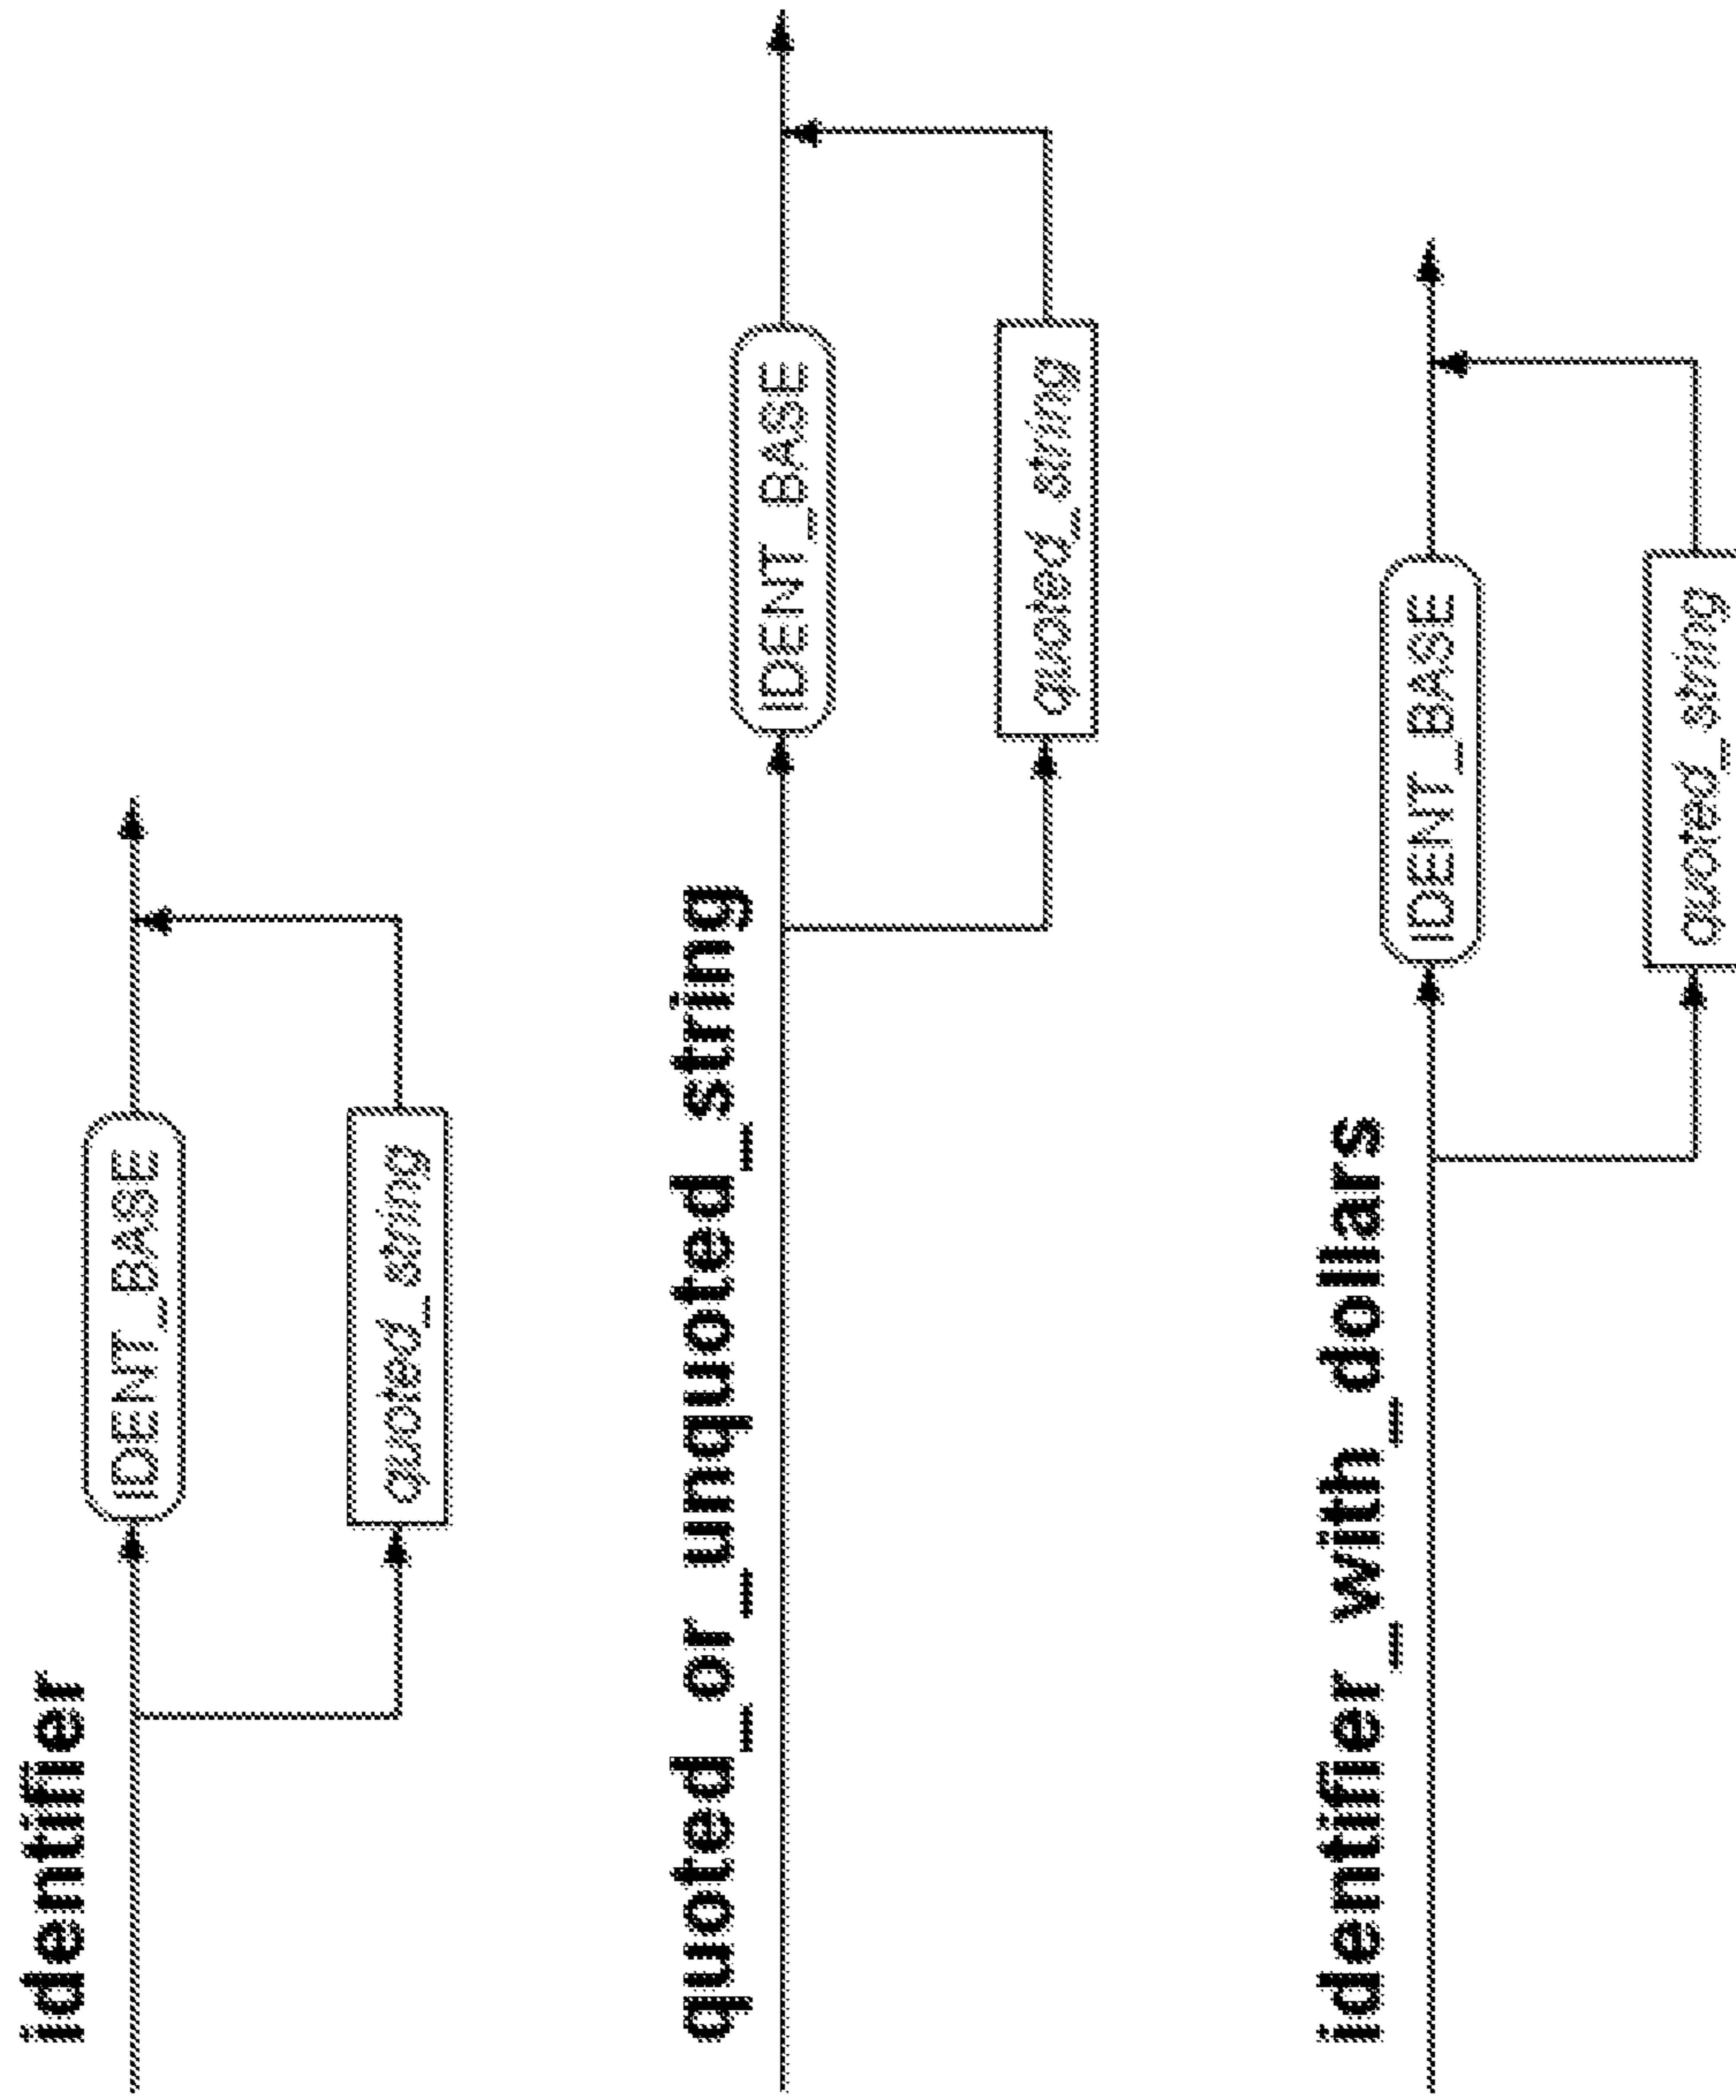 identifier
IDENT_BASE
quoted_string
quoted_or_unquoted_string
IDENT_BASE
quoted_string
identifier_with_dollars
IDENT_BASE
quoted_string